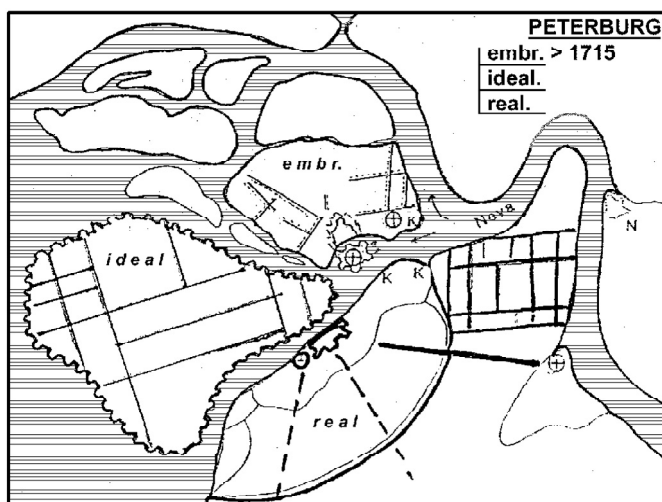 PETERBURG
embr. > 1715
ideal.
real.
embr.
K
Neva
N
ideal
K K
real